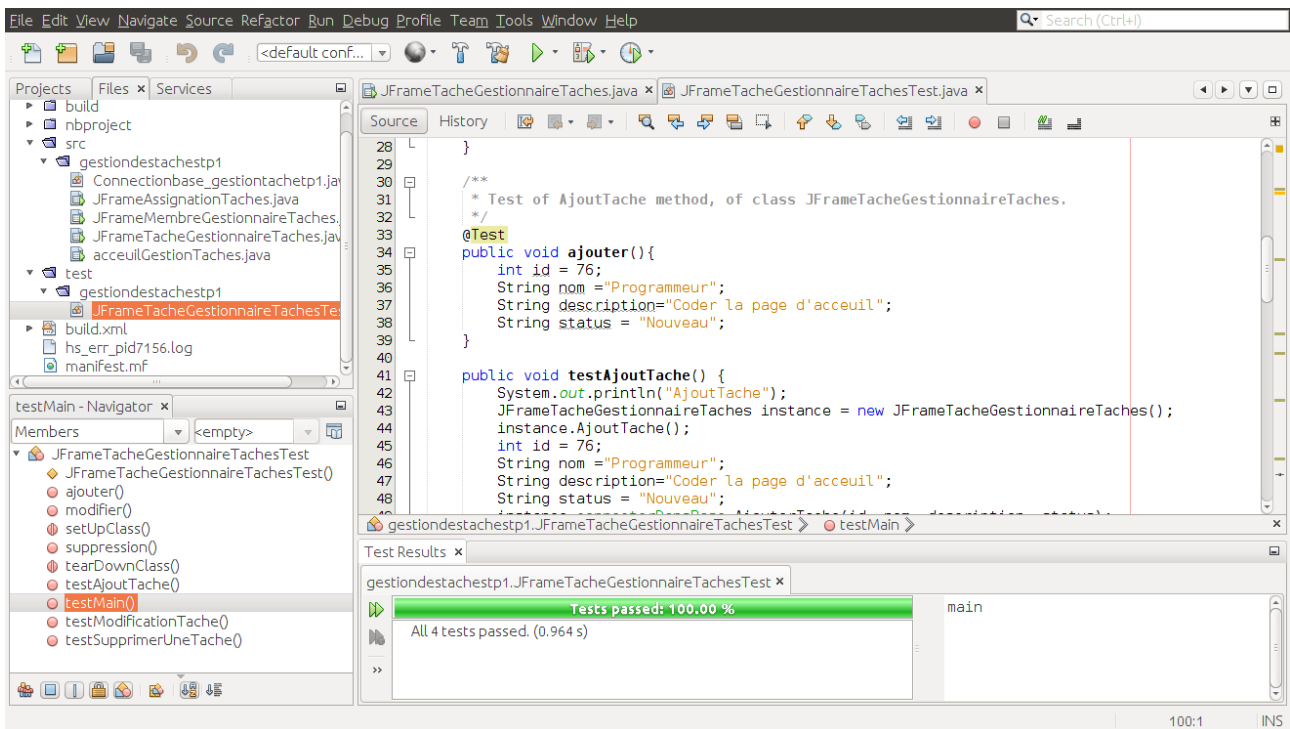 File Edit View Navigate Source Refactor Run Debug Profile Team Tools Window Help
Search (Ctrl+I)
<default conf...
Projects Files × Services
build
nbproject
src
gestiondestachestp1
Connectionbase_gestiontachetp1.jav
JFrameAssignationTaches.java
JFrameMembreGestionnaireTaches.
JFrameTacheGestionnaireTaches.jav
acceuilGestionTaches.java
test
gestiondestachestp1
JFrameTacheGestionnaireTachesTes
build.xml
hs_err_pid7156.log
manifest.mf
testMain - Navigator ×
Members <empty>
JFrameTacheGestionnaireTachesTest
JFrameTacheGestionnaireTachesTest()
ajouter()
modifier()
setUpClass()
suppression()
tearDownClass()
testAjoutTache()
testMain()
testModificationTache()
testSupprimerUneTache()
JFrameTacheGestionnaireTaches.java × JFrameTacheGestionnaireTachesTest.java ×
Source History
28 }
29
30 /**
31 * Test of AjoutTache method, of class JFrameTacheGestionnaireTaches.
32 */
33 @Test
34 public void ajouter(){
35 int id = 76;
36 String nom ="Programmeur";
37 String description="Coder la page d'acceuil";
38 String status = "Nouveau";
39 }
40
41 public void testAjoutTache() {
42 System.out.println("AjoutTache");
43 JFrameTacheGestionnaireTaches instance = new JFrameTacheGestionnaireTaches();
44 instance.AjoutTache();
45 int id = 76;
46 String nom ="Programmeur";
47 String description="Coder la page d'acceuil";
48 String status = "Nouveau";
gestiondestachestp1.JFrameTacheGestionnaireTachesTest testMain
Test Results ×
gestiondestachestp1.JFrameTacheGestionnaireTachesTest ×
Tests passed: 100.00 %
All 4 tests passed. (0.964 s)
main
100:1 INS